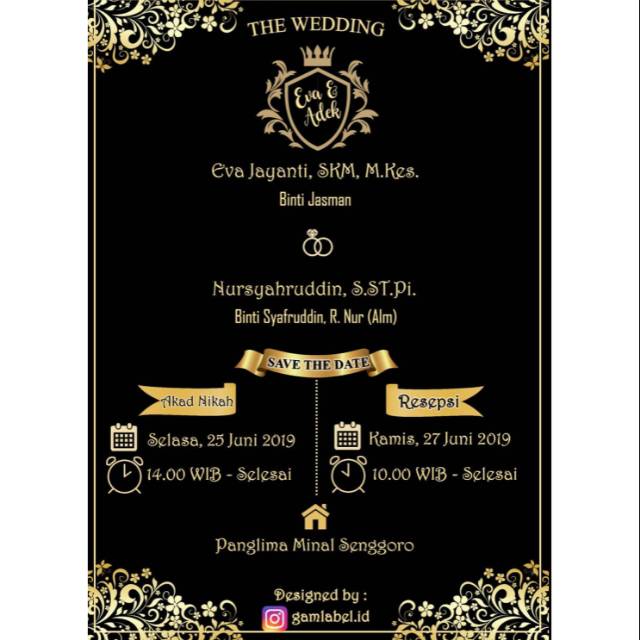 THE WEDDING
Eva &
Adek
Eva Jayanti, SKM, M.Kes.
Binti Jasman
Nursyahruddin, S.ST.Pi.
Binti Syafruddin, R. Nur (Alm)
SAVE THE DATE
Akad Nikah
Selasa, 25 Juni 2019
14.00 WIB - Selesai
Resepsi
Kamis, 27 Juni 2019
10.00 WIB - Selesai
Panglima Minal Senggoro
Designed by :
gamlabel.id